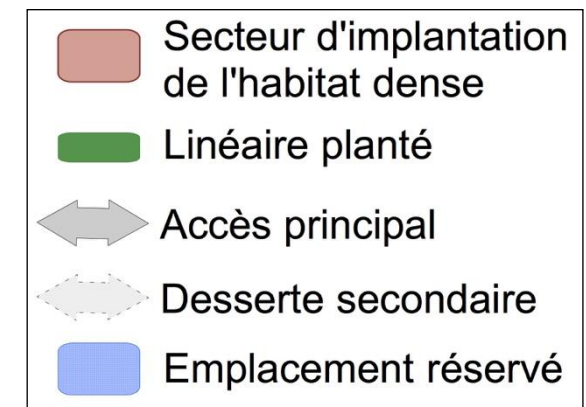 Secteur d'implantation
de l'habitat dense
Linéaire planté
Accès principal
Desserte secondaire
Emplacement réservé